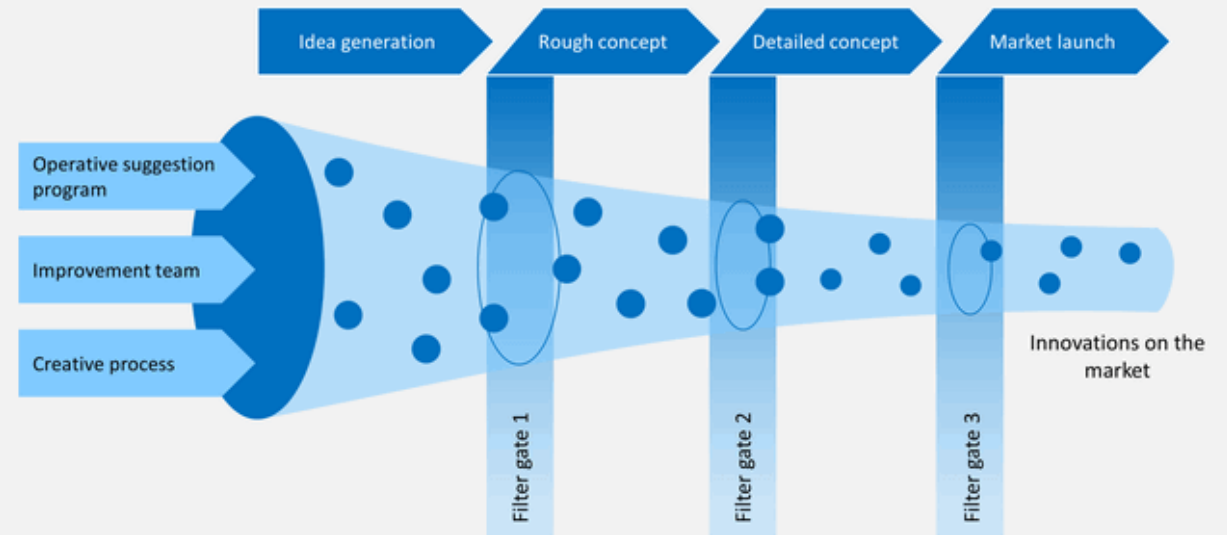 Idea generation
Rough concept
Detailed concept
Market launch
Operative suggestion
program
Improvement team
Creative process
Innovations on the
market
Filter gate 1
Filter gate 2
Filter gate 3